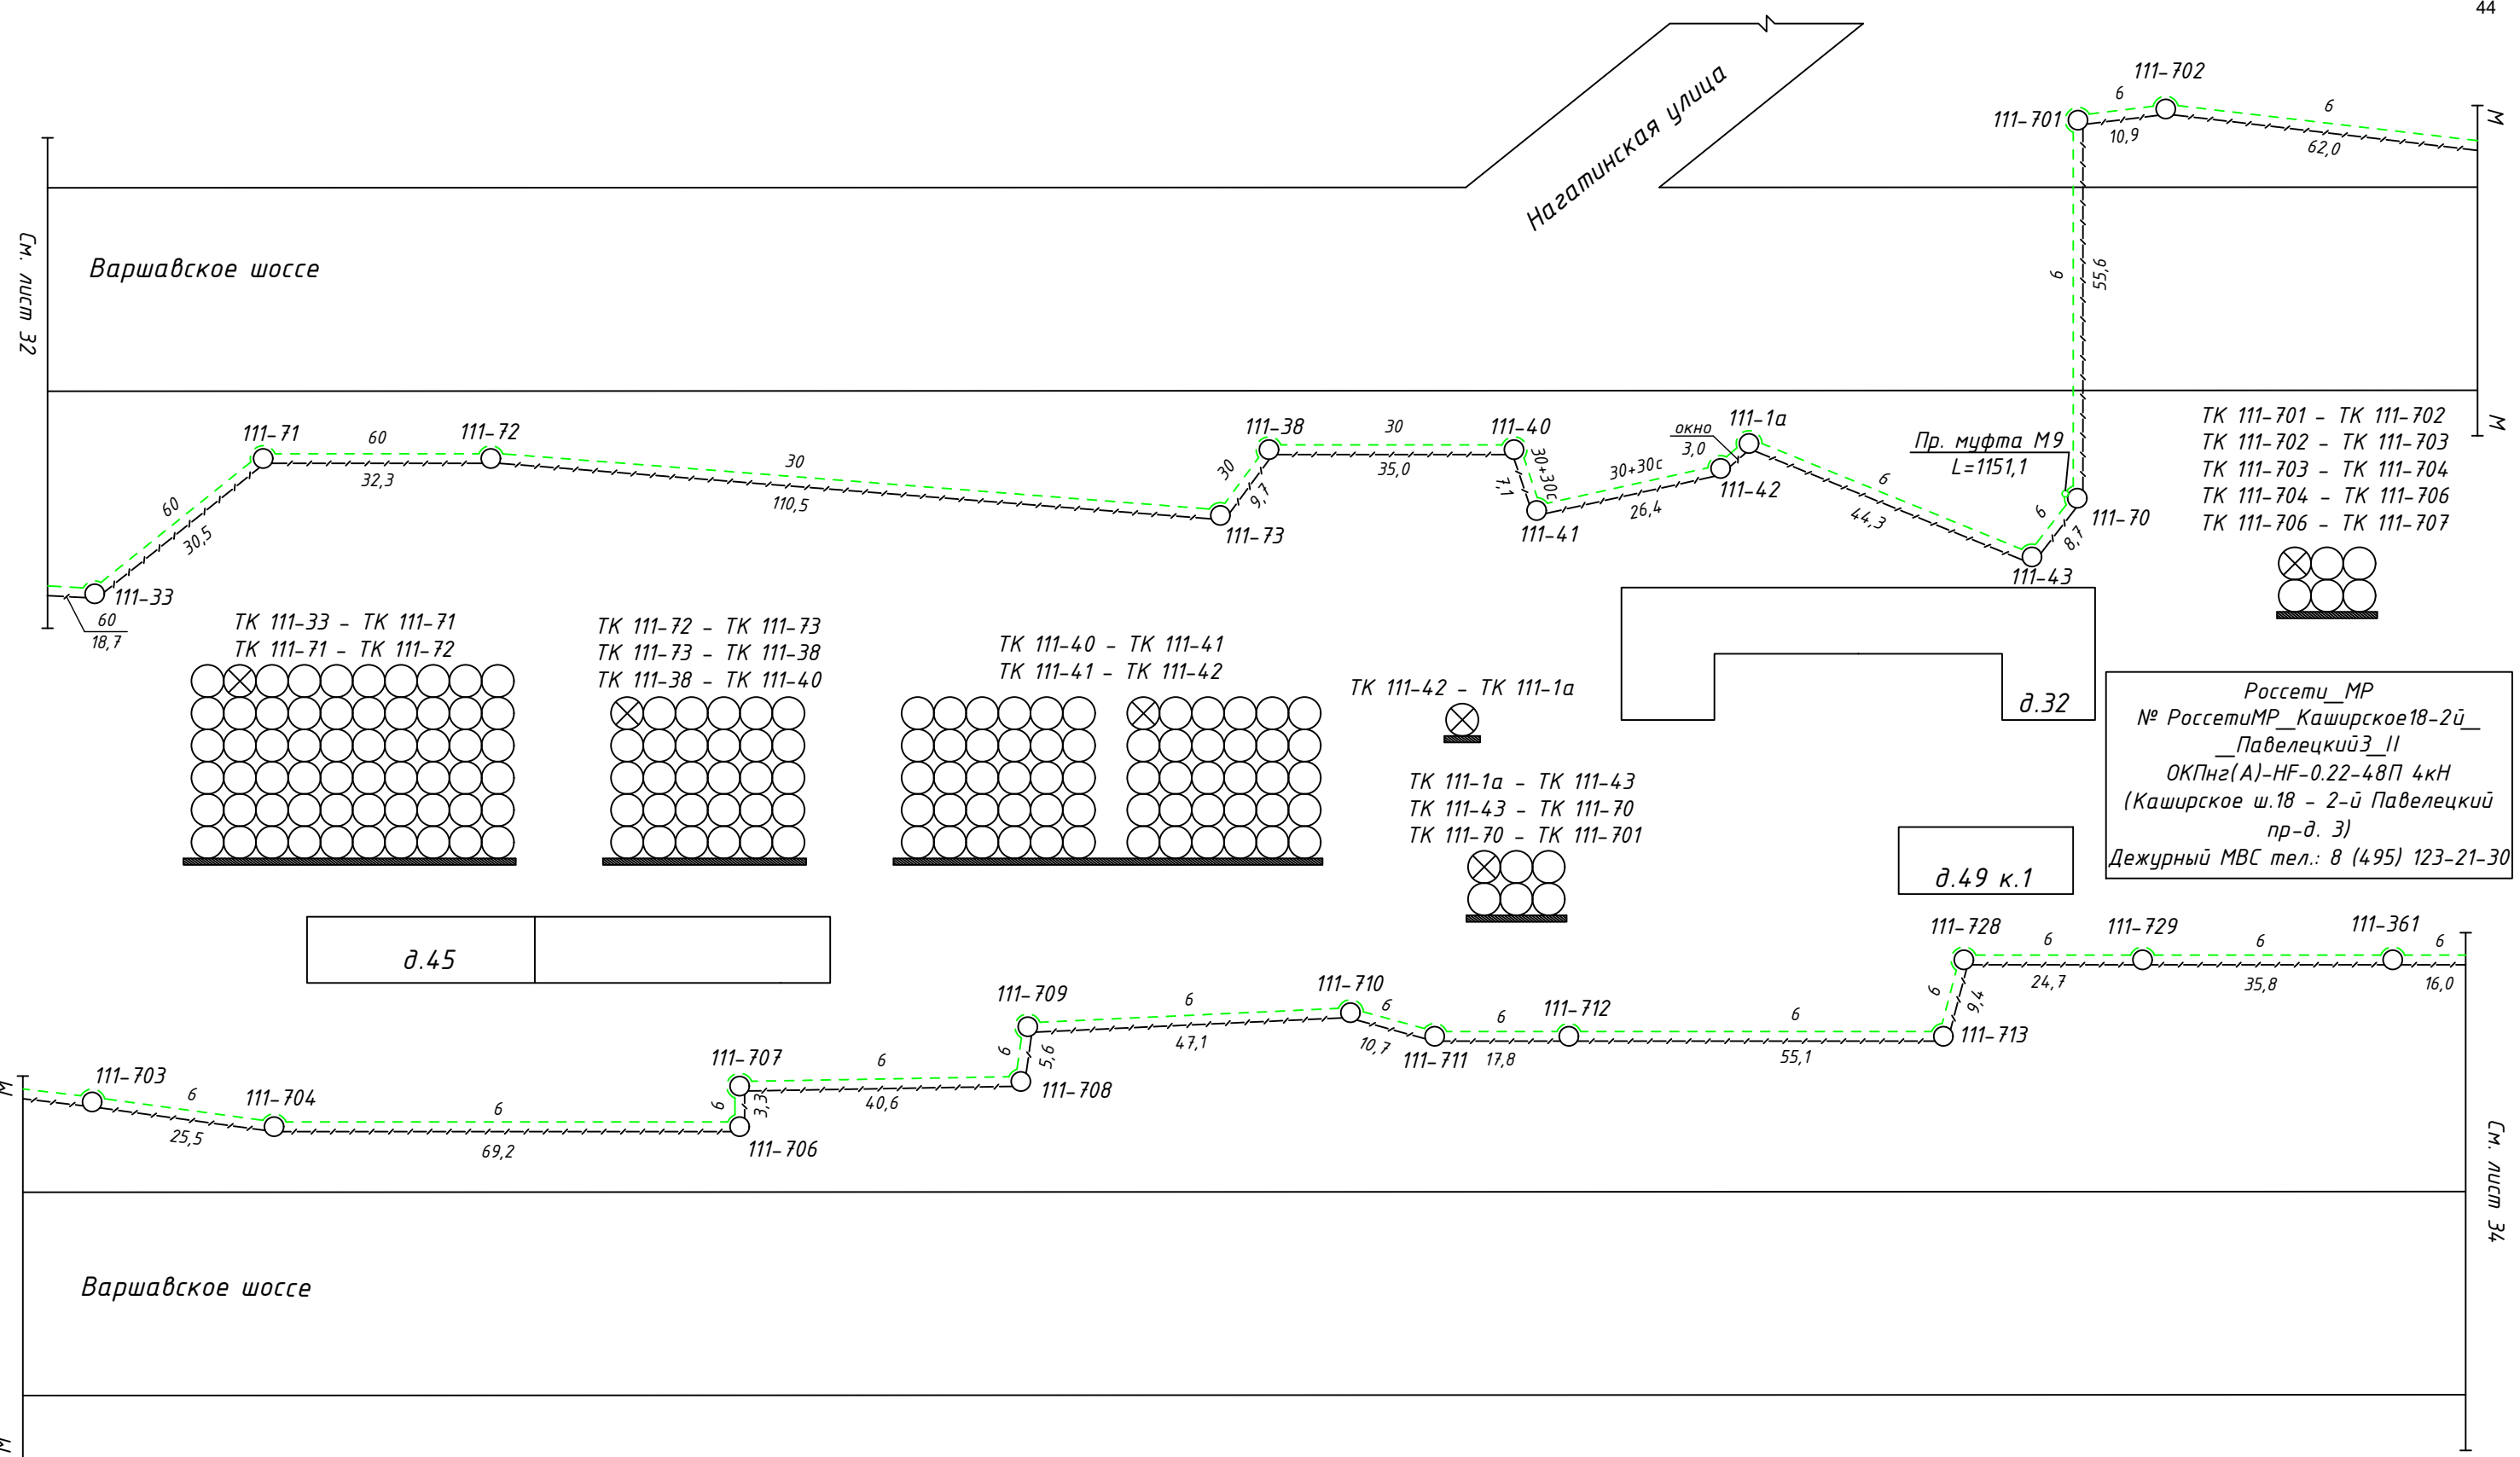 44
111-702
6
6
111-701
10,9
62,0
М
Нагатинская улица
См. лист 32
Варшавское шоссе
6
55,6
М
111-71
60
111-72
32,3
30
110,5
111-38
30
9,7
111-73
30
35,0
111-40
30+30с
7,1
111-41
30+30с
26,4
окно
3,0
111-1а
111-42
6
44,3
Пр. муфта М9
L=1151,1
6
8,7
111-70
111-43
60
30,5
111-33
60
18,7
ТК 111-701 - ТК 111-702
ТК 111-702 - ТК 111-703
ТК 111-703 - ТК 111-704
ТК 111-704 - ТК 111-706
ТК 111-706 - ТК 111-707
ТК 111-33 - ТК 111-71
ТК 111-71 - ТК 111-72
ТК 111-72 - ТК 111-73
ТК 111-73 - ТК 111-38
ТК 111-38 - ТК 111-40
ТК 111-40 - ТК 111-41
ТК 111-41 - ТК 111-42
ТК 111-42 - ТК 111-1а
ТК 111-1а - ТК 111-43
ТК 111-43 - ТК 111-70
ТК 111-70 - ТК 111-701
д.32
Россети_МР
№ РоссетиМР_Каширское18-2й_
_Павелецкий3_II
ОКПнг(А)-HF-0.22-48П 4кН
(Каширское ш.18 - 2-й Павелецкий
пр-д. 3)
Дежурный МВС тел.: 8 (495) 123-21-30
д.49 к.1
д.45
М
111-703
6
25,5
111-704
6
69,2
111-707
6
3,3
111-706
6
40,6
111-709
6
5,6
111-708
6
47,1
111-710
6
10,7
111-711
6
17,8
111-712
6
55,1
111-728
6
9,4
111-713
6
24,7
111-729
6
35,8
111-361
6
16,0
См. лист 34
Варшавское шоссе
М